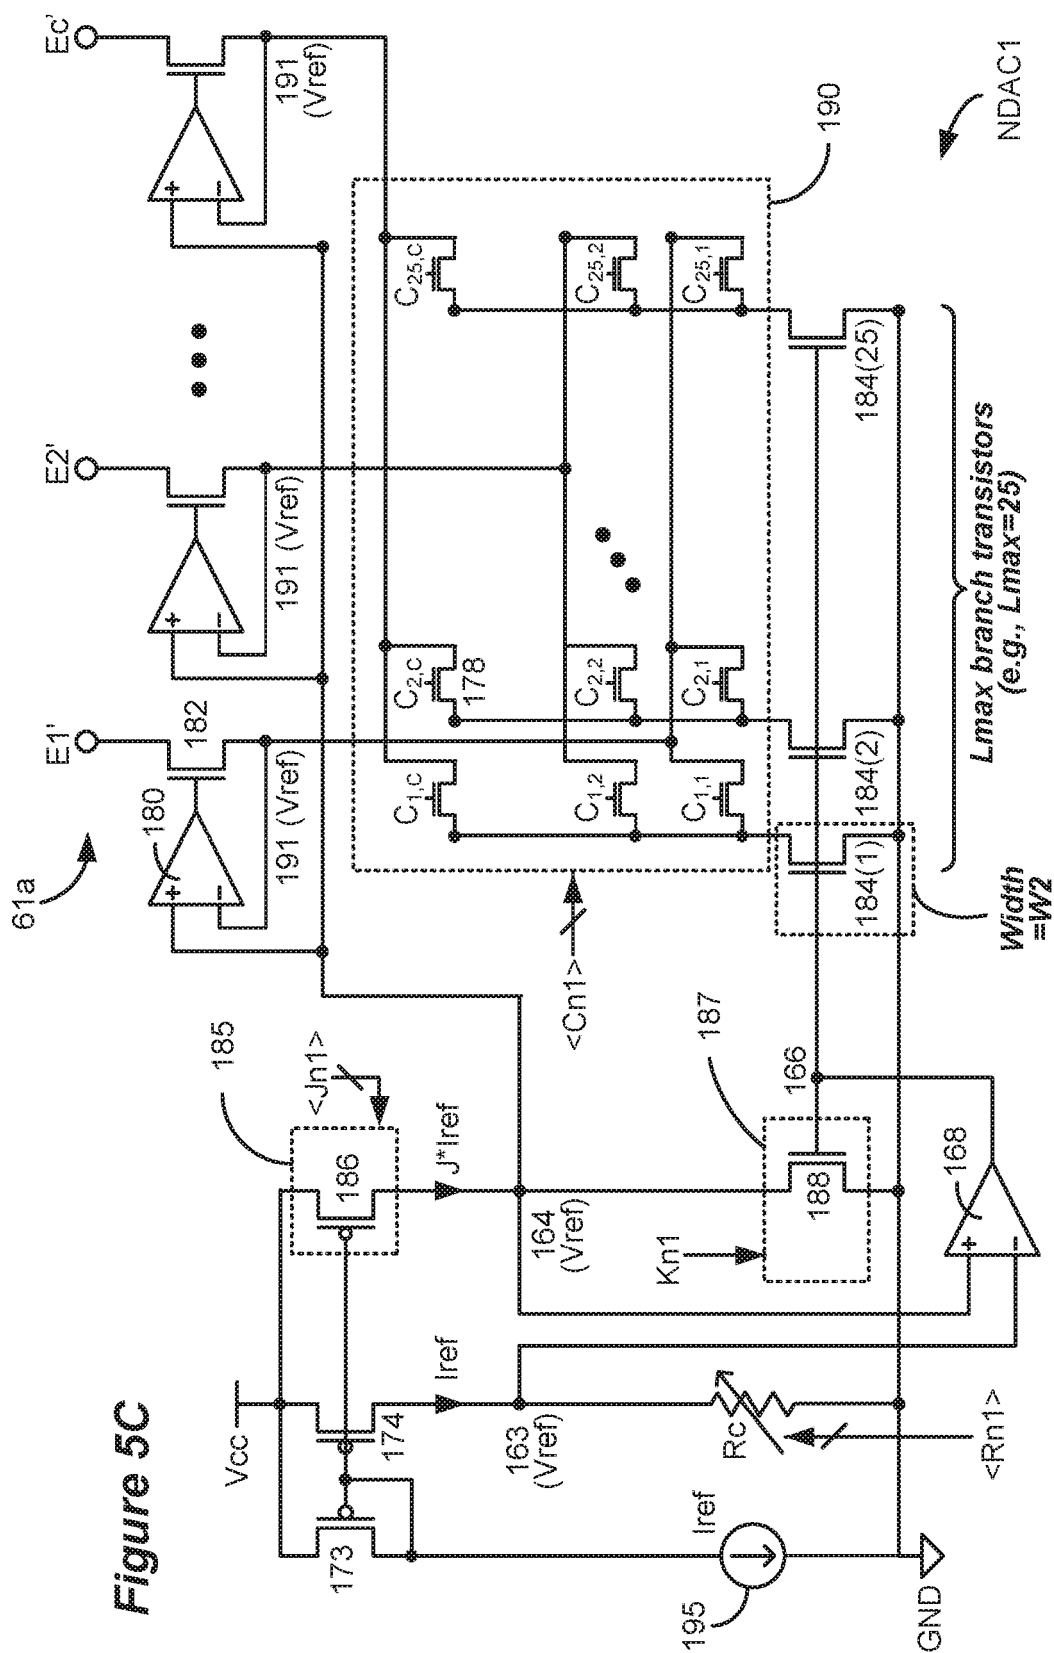 Figure 5C
Vcc
173
174
Iref
163
(Vref)
Rc
<Rn1>
Iref
195
GND
185
<Jn1>
186
J*Iref
164
(Vref)
Kn1
187
188
166
168
61a
E1'
180
182
191 (Vref)
E2'
191 (Vref)
Ec'
191
(Vref)
<Cn1>
C1,C
C2,C
178
C25,C
C1,2
C2,2
C25,2
C1,1
C2,1
C25,1
190
184(1)
184(2)
184(25)
Width
=W2
Lmax branch transistors
(e.g., Lmax=25)
NDAC1
+
−
+
−
+
−
+
−